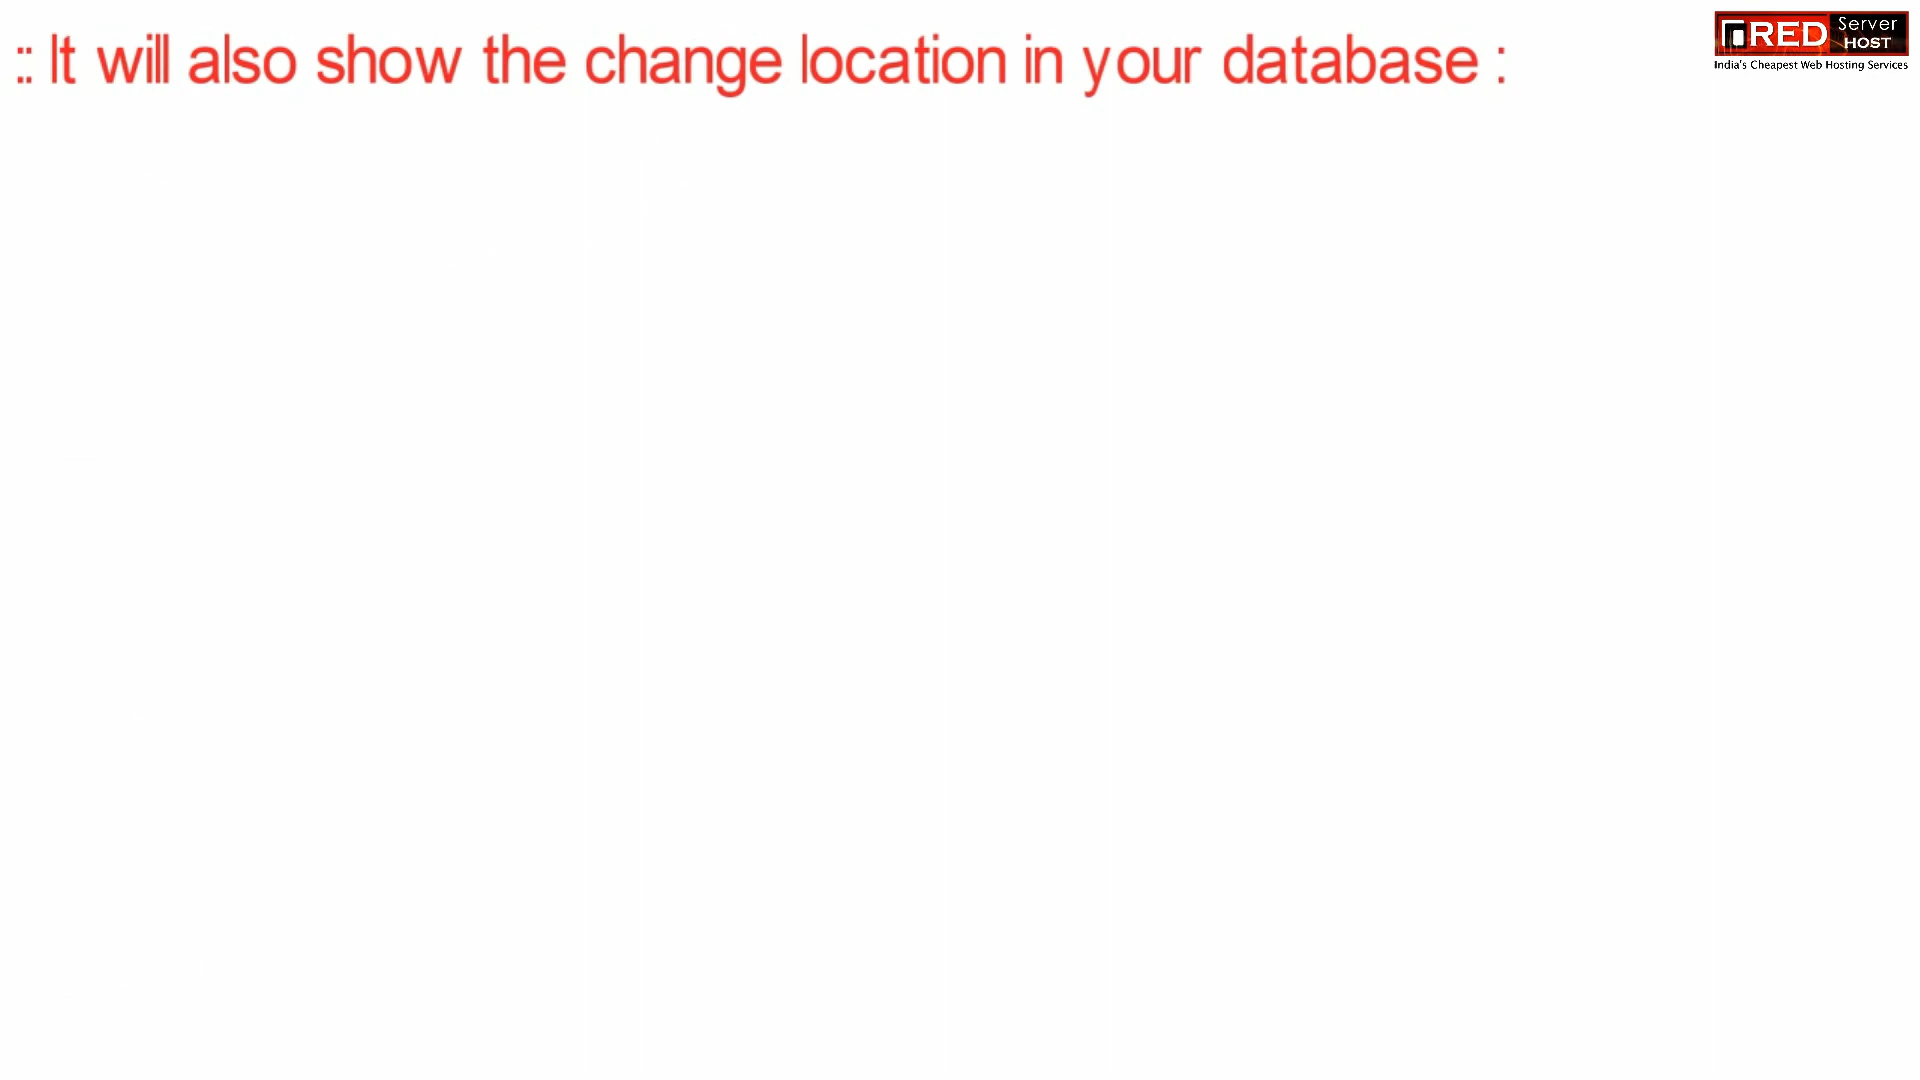 :: It will also show the change location in your database :
RED Server HOST
India's Cheapest Web Hosting Services